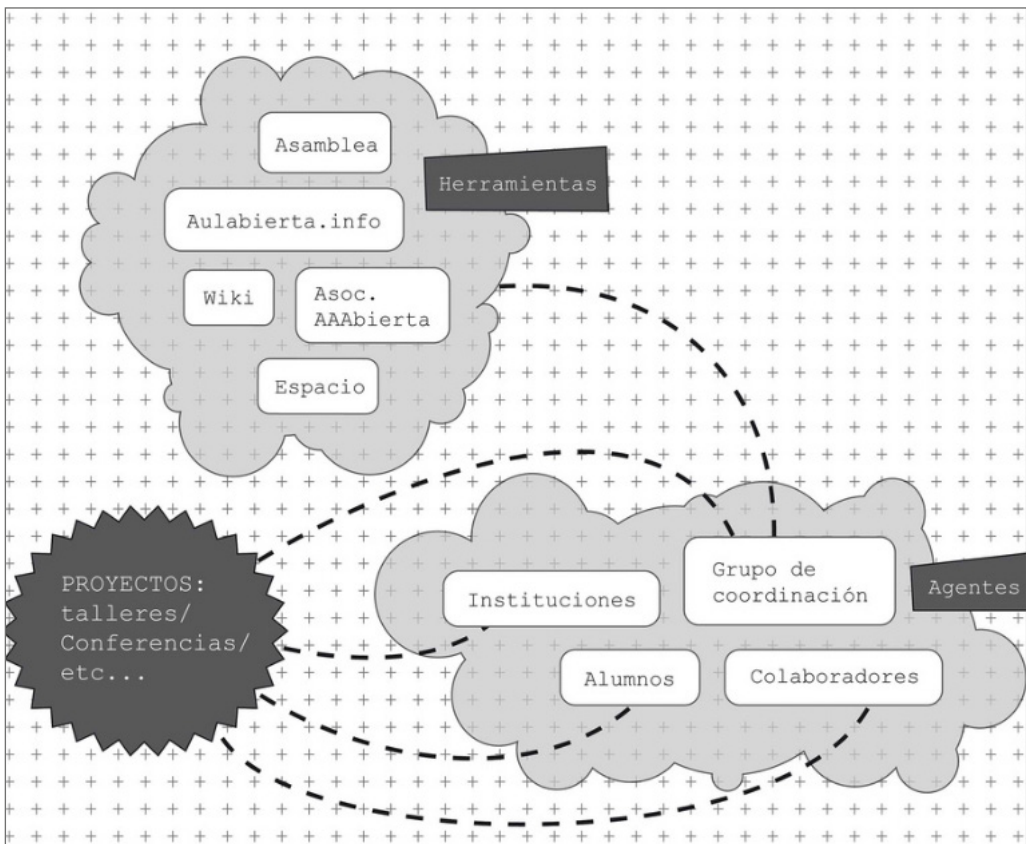 Asamblea
Herramientas
Aulabierta.info
Wiki
Asoc.
AAAbierta
Espacio
PROYECTOS:
talleres/
Conferencias/
etc...
Instituciones
Grupo de
coordinación
Agentes
Alumnos
Colaboradores